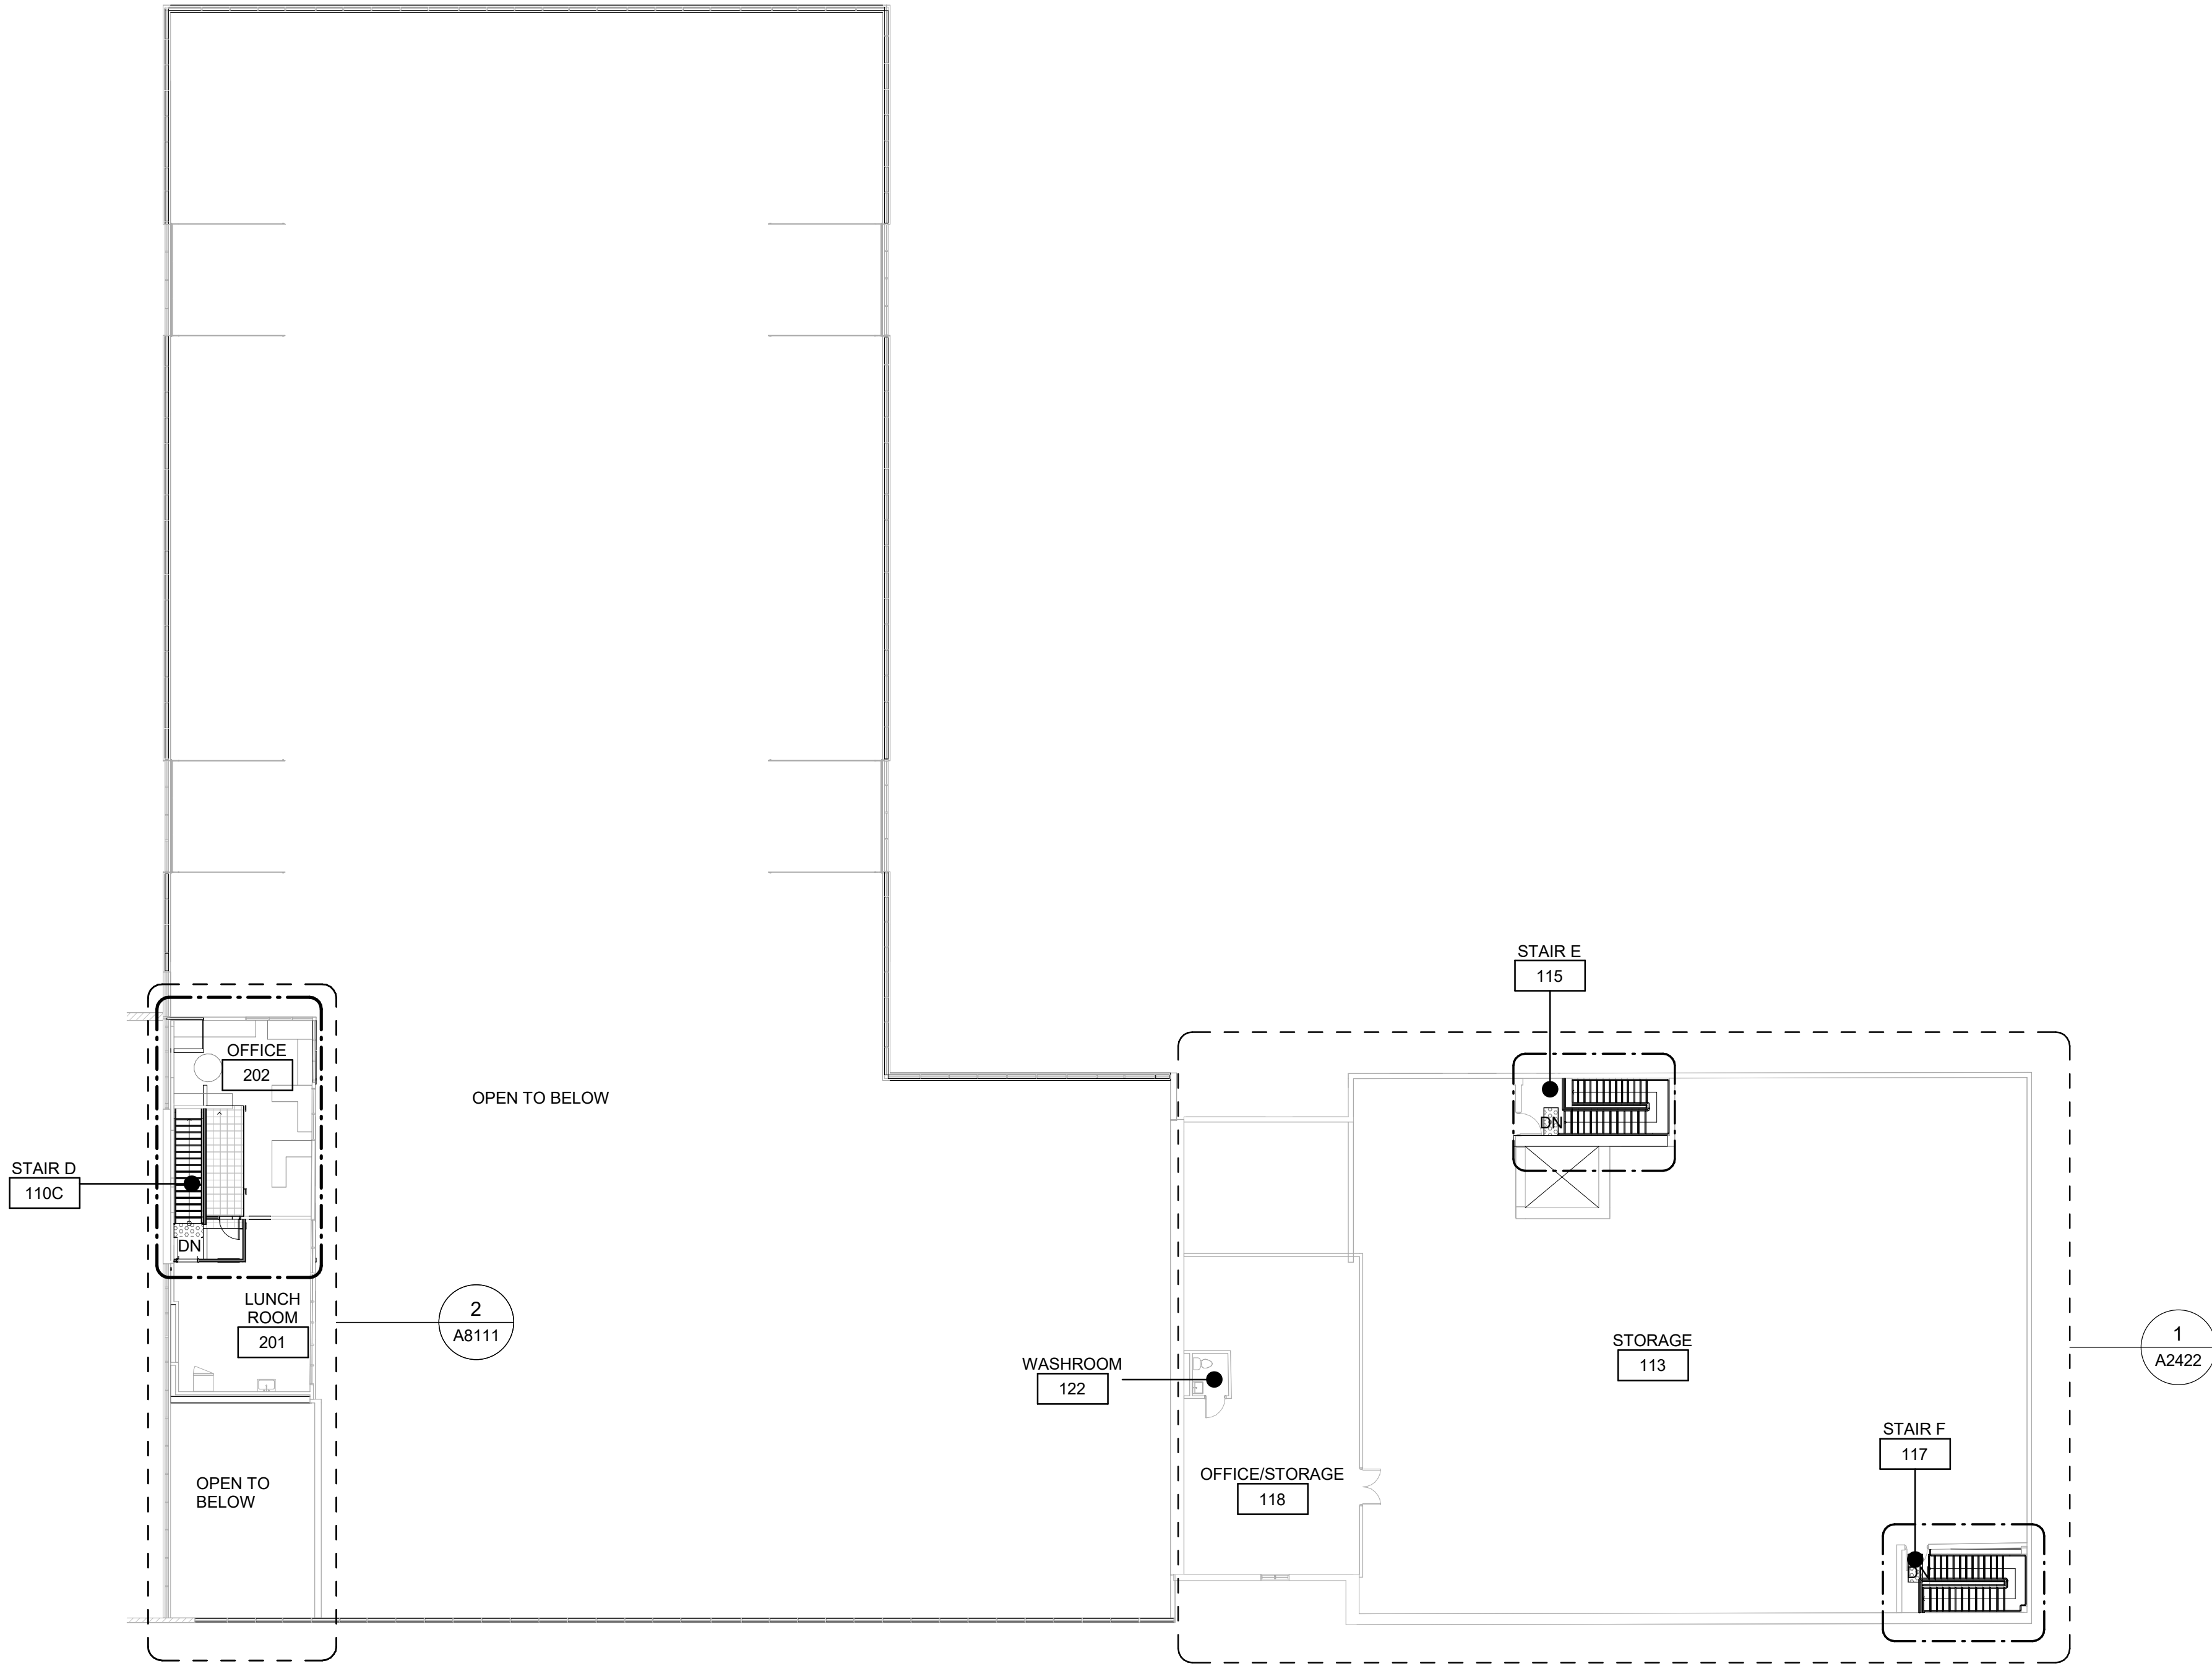 STAIR E
115
OFFICE
202
OPEN TO BELOW
DN
STAIR D
110C
DN
LUNCH
ROOM
201
2
A8111
WASHROOM
122
STORAGE
113
1
A2422
STAIR F
117
OPEN TO
BELOW
OFFICE/STORAGE
118
DN